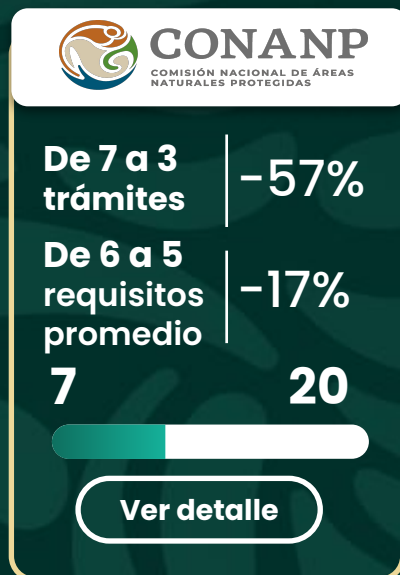 CONANP
COMISIÓN NACIONAL DE ÁREAS
NATURALES PROTEGIDAS
De 7 a 3
trámites
-57%
De 6 a 5
requisitos
promedio
-17%
7 20
Ver detalle